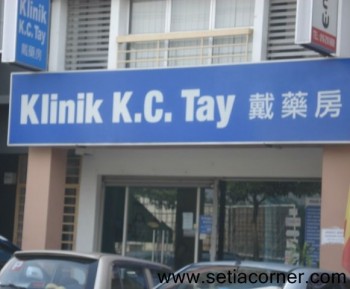 Klinik
K.C. Tay
戴藥房
Klinik K.C. Tay 戴藥房
www.setiacorner.com